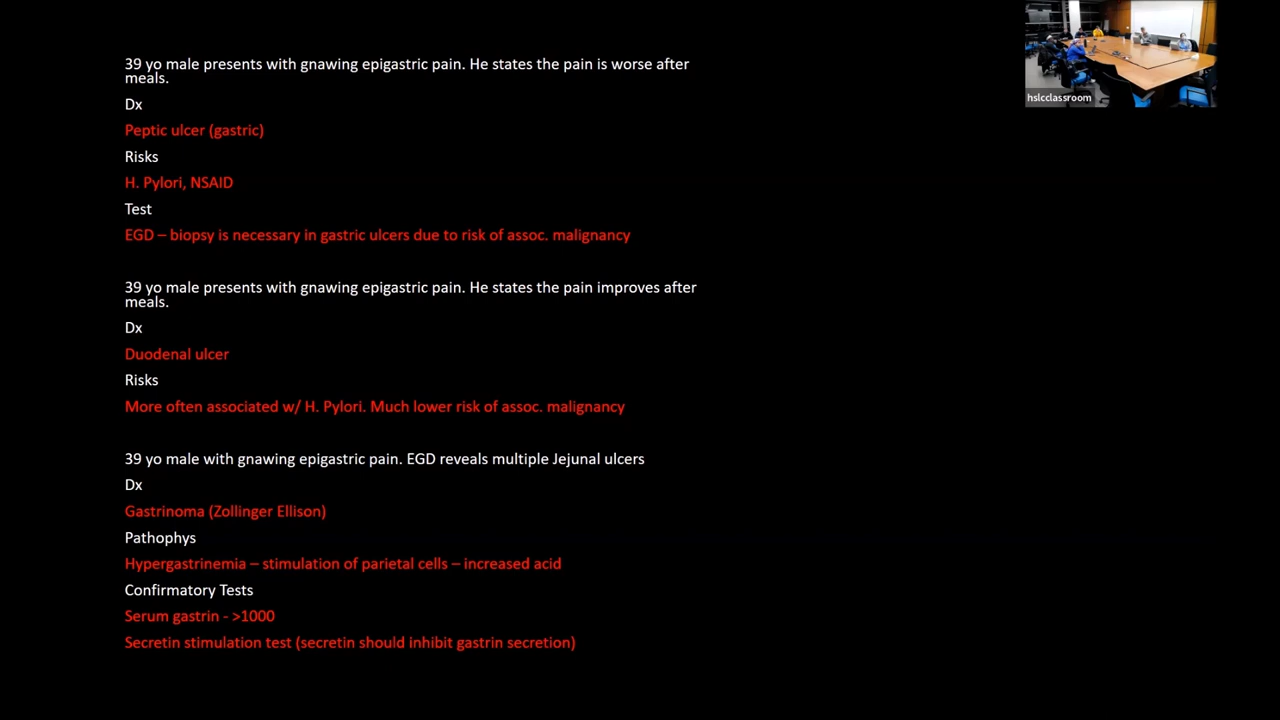 39 yo male presents with gnawing epigastric pain. He states the pain is worse after
meals.
Dx
Peptic ulcer (gastric)
Risks
H. Pylori, NSAID
Test
EGD – biopsy is necessary in gastric ulcers due to risk of assoc. malignancy
39 yo male presents with gnawing epigastric pain. He states the pain improves after
meals.
Dx
Duodenal ulcer
Risks
More often associated w/ H. Pylori. Much lower risk of assoc. malignancy
39 yo male with gnawing epigastric pain. EGD reveals multiple Jejunal ulcers
Dx
Gastrinoma (Zollinger Ellison)
Pathophys
Hypergastrinemia – stimulation of parietal cells – increased acid
Confirmatory Tests
Serum gastrin - >1000
Secretin stimulation test (secretin should inhibit gastrin secretion)
hslcclassroom